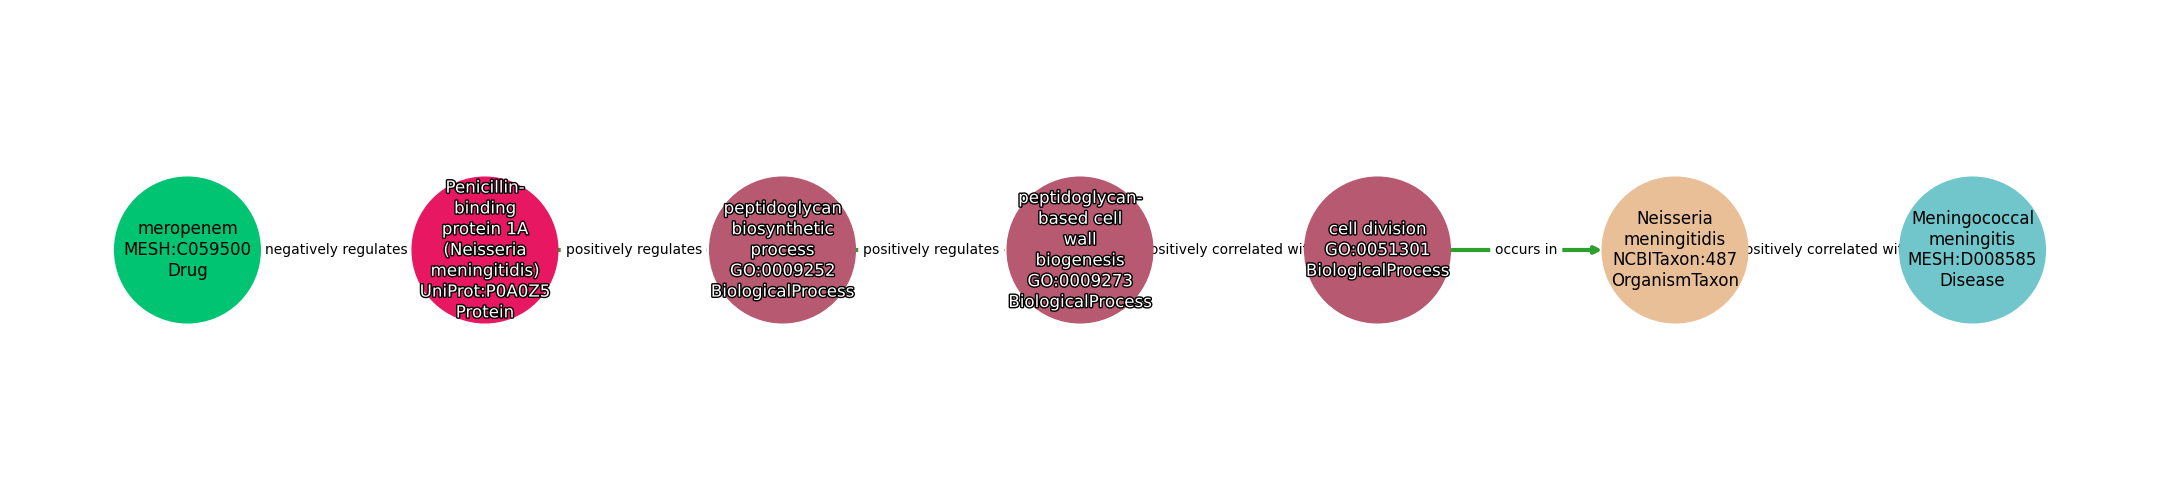 meropenem
MESH:C059500
Drug
negatively regulates
Penicillin-
binding
protein 1A
(Neisseria
meningitidis)
UniProt:P0A0Z5
Protein
positively regulates
peptidoglycan
biosynthetic
process
GO:0009252
BiologicalProcess
positively regulates
peptidoglycan-
based cell
wall
biogenesis
GO:0009273
BiologicalProcess
ositively correlated wit
cell division
GO:0051301
BiologicalProcess
occurs in
Neisseria
meningitidis
NCBITaxon:487
OrganismTaxon
ositively correlated wit
Meningococcal
meningitis
MESH:D008585
Disease